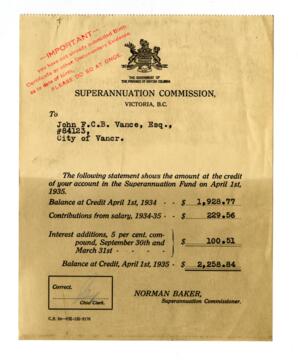 --IMPORTANT--
If you have not already submitted Birth
Certificate or other Documentary Evidence
as to date of birth,
PLEASE DO SO AT ONCE.
THE GOVERNMENT OF
THE PROVINCE OF BRITISH COLUMBIA
SUPERANNUATION COMMISSION,
VICTORIA, B.C.
To
John F.C.B. Vance, Esq.,
#84123,
City of Vancr.
The following statement shows the amount at the credit
of your account in the Superannuation Fund on April 1st,
1935.
Balance at Credit April 1st, 1934 - $ 1,928.77
Contributions from salary, 1934-35 - $ 229.56
Interest additions, 5 per cent. com-
pound, September 30th and $ 100.51
March 31st - - - - -
Balance at Credit, April 1st, 1935 - $ 2,258.84
Correct.
Chief Clerk.
NORMAN BAKER,
Superannuation Commissioner.